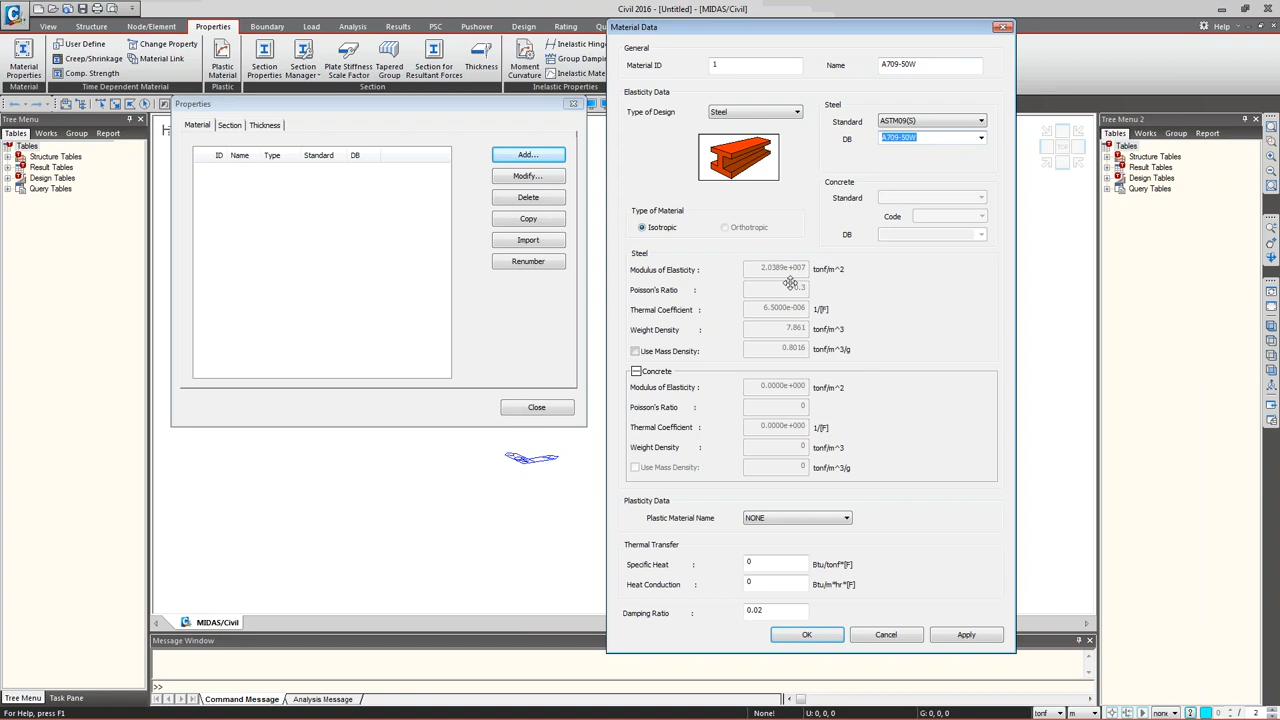 Civil 2016 - [Untitled] - [MIDAS/Civil]
View Structure Node/Element Properties Boundary Load Analysis Results PSC Pushover Design Rating
Help
Material Properties
User Define
Creep/Shrinkage
Comp. Strength
Change Property
Material Link
Plastic Material
Section Properties
Section Manager
Plate Stiffness Scale Factor
Tapered Group
Section for Resultant Forces
Thickness
Moment Curvature
Inelastic Hing
Group Dampin
Inelastic Mate
Material Time Dependent Material Plastic Section Inelastic Properties
Tree Menu
Tables Works Group Report
Tables
Structure Tables
Result Tables
Design Tables
Query Tables
Properties
Material Section Thickness
ID Name Type Standard DB
Add...
Modify...
Delete
Copy
Import
Renumber
Close
Material Data
General
Material ID 1 Name A709-50W
Elasticity Data
Type of Design Steel
Steel
Standard ASTM09(S)
DB A709-50W
Concrete
Standard
Code
DB
Type of Material
Isotropic Orthotropic
Steel
Modulus of Elasticity : 2.0389e+007 tonf/m^2
Poisson's Ratio : 0.3
Thermal Coefficient : 6.5000e-006 1/[F]
Weight Density : 7.861 tonf/m^3
Use Mass Density: 0.8016 tonf/m^3/g
Concrete
Modulus of Elasticity : 0.0000e+000 tonf/m^2
Poisson's Ratio : 0
Thermal Coefficient : 0.0000e+000 1/[F]
Weight Density : 0 tonf/m^3
Use Mass Density: 0 tonf/m^3/g
Plasticity Data
Plastic Material Name NONE
Thermal Transfer
Specific Heat : 0 Btu/tonf*[F]
Heat Conduction : 0 Btu/m*hr*[F]
Damping Ratio : 0.02
OK Cancel Apply
Tree Menu 2
Tables Works Group Report
Tables
Structure Tables
Result Tables
Design Tables
Query Tables
TOP
MIDAS/Civil
Message Window
>>
Tree Menu Task Pane
Command Message Analysis Message
For Help, press F1
None! U: 0, 0, 0 G: 0, 0, 0 tonf m none ? 0 / 2